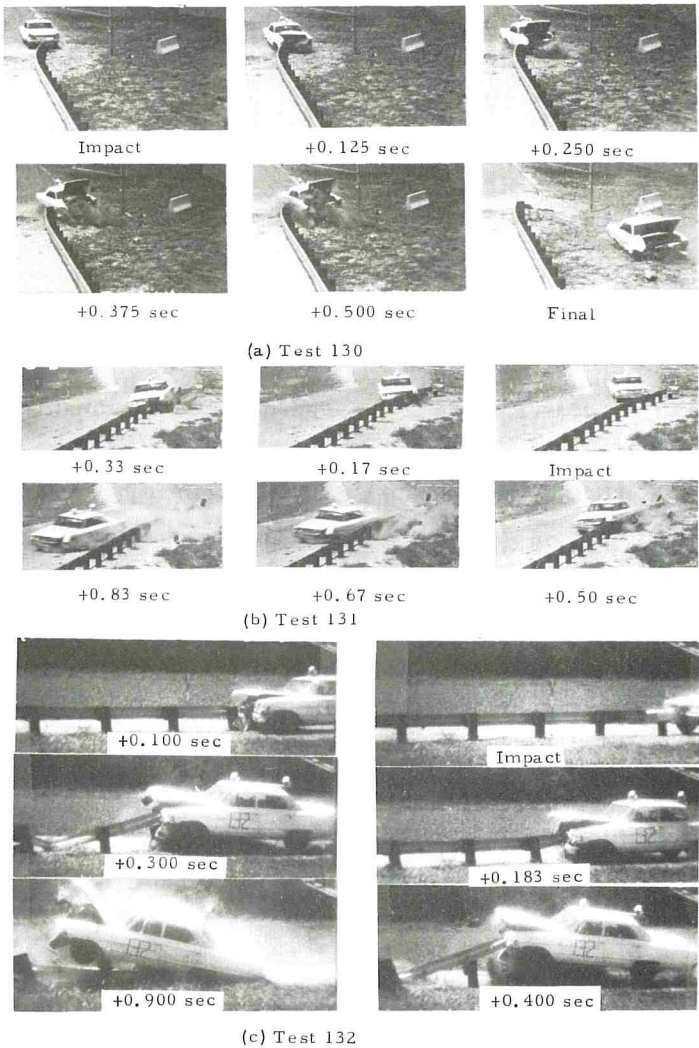 Impact +0.125 sec +0.250 sec
+0.375 sec +0.500 sec Final
(a) Test 130
+0.33 sec +0.17 sec Impact
+0.83 sec +0.67 sec +0.50 sec
(b) Test 131
+0.100 sec Impact
132
+0.300 sec
132
+0.183 sec
132
+0.900 sec
132
+0.400 sec
(c) Test 132